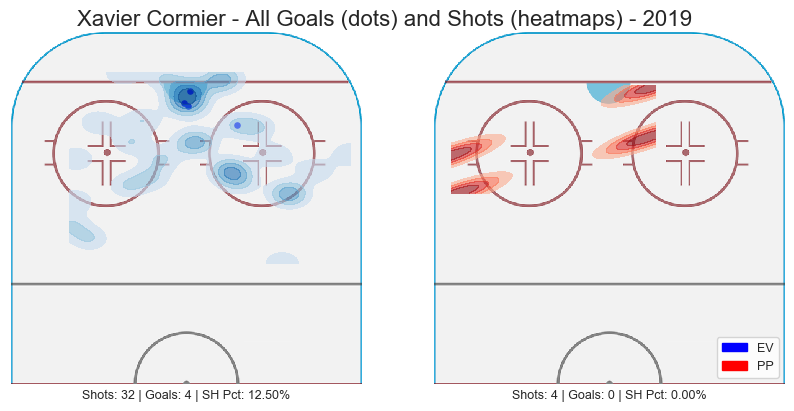 Xavier Cormier - All Goals (dots) and Shots (heatmaps) - 2019
EV
PP
Shots: 32 | Goals: 4 | SH Pct: 12.50%
Shots: 4 | Goals: 0 | SH Pct: 0.00%